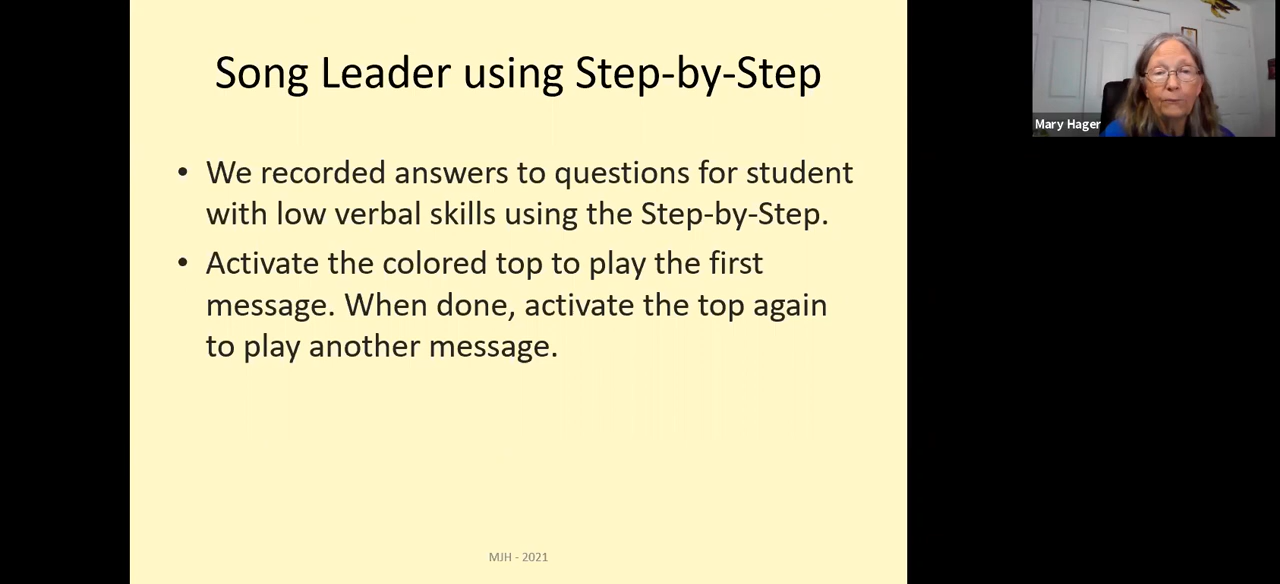 Song Leader using Step-by-Step
• We recorded answers to questions for student
with low verbal skills using the Step-by-Step.
• Activate the colored top to play the first
message. When done, activate the top again
to play another message.
MJH - 2021
Mary Hager